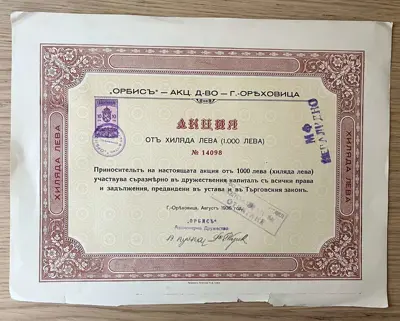 „ОРБИСЪ" – АКЦ. Д-ВО – Г.-ОРѢХОВИЦА
АКЦИЯ
ОТЪ ХИЛЯДА ЛЕВА (1,000 ЛЕВА)
№ 14098
Приносительтъ на настоящата акция отъ 1000 лева (хиляда лева)
участвува съразмѣрно въ дружественния капиталъ съ всички права
и задължения, предвидени въ устава и въ Търговския законъ.
Г.-Орѣховица, Августъ
„ОРБИСЪ"
Акционерно Дружество
ХИЛЯДА ЛЕВА
ХИЛЯДА ЛЕВА